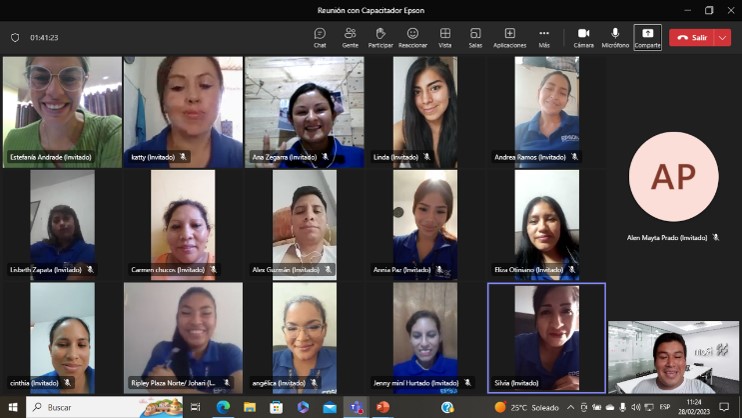 Reunión con Capacitador Epson
01:41:23
Chat
Gente
Participar
Reaccionar
Vista
Salas
Aplicaciones
Más
Cámara
Micrófono
Comparte
Salir
Estefanía Andrade (Invitado)
katty (Invitado)
Ana Zegarra (Invitado)
Linda (Invitado)
Andrea Ramos (Invitado)
AP
Alen Mayta Prado (Invitado)
Lisbeth Zapata (Invitado)
Carmen chucos (Invitado)
Alex Guzmán (Invitado)
Annia Paz (Invitado)
Eliza Otiniano (Invitado)
cinthia (Invitado)
Ripley Plaza Norte/ Johari (I...
angélica (Invitado)
Jenny mini Hurtado (Invitado)
Silvia (Invitado)
Buscar
25°C Soleado
ESP
11:24
28/02/2023